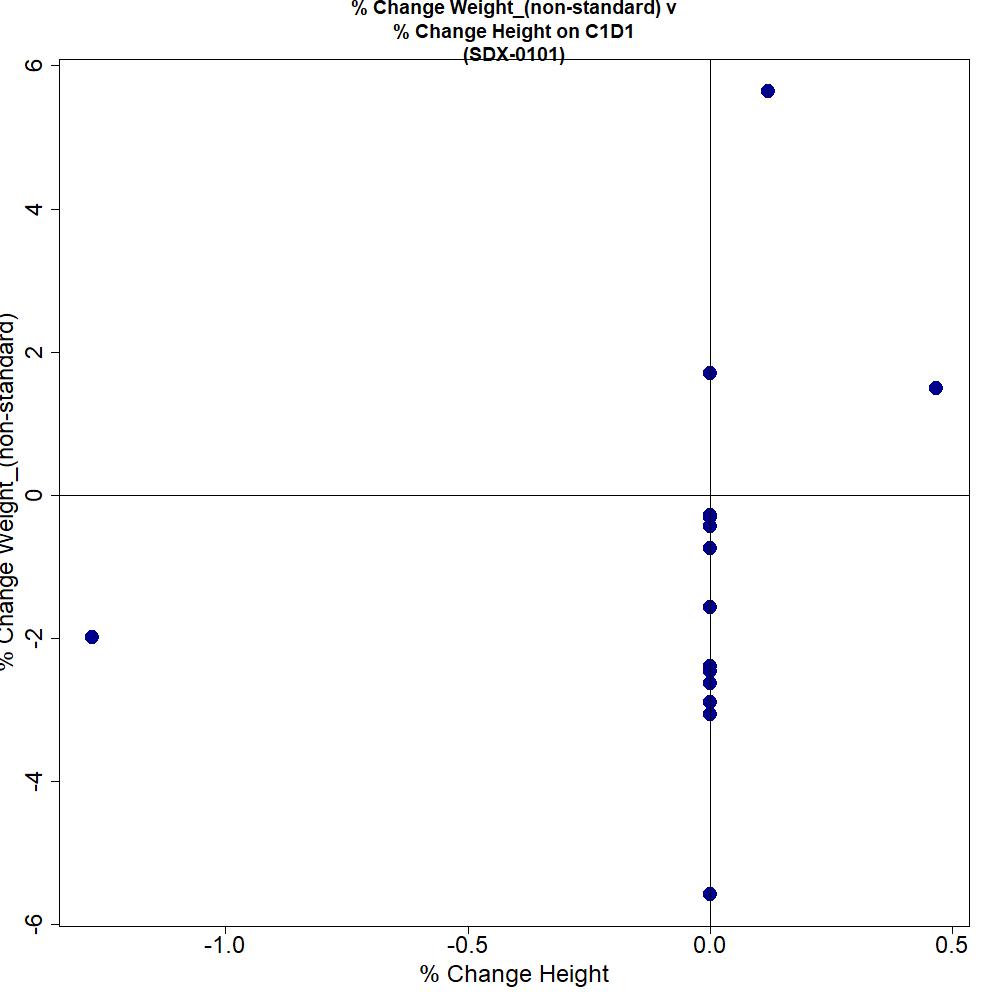 % Change Weight_(non-standard) v
% Change Height on C1D1
(SDX-0101)
6
4
2
0
-2
-4
-6
% Change Weight_(non-standard)
-1.0
-0.5
0.0
0.5
% Change Height